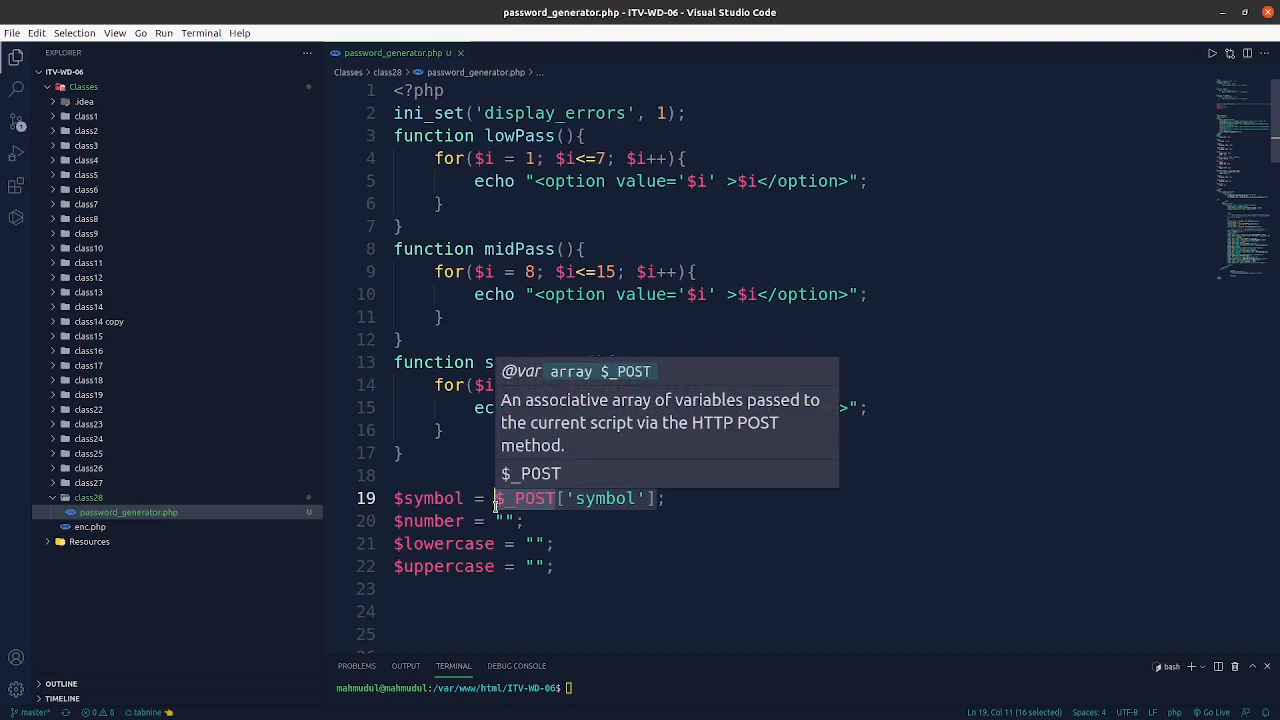 password_generator.php - ITV-WD-06 - Visual Studio Code
File Edit Selection View Go Run Terminal Help
EXPLORER
ITV-WD-06
Classes
.idea
class1
class2
class3
class4
class5
class6
class7
class8
class9
class10
class11
class12
class13
class14
class14 copy
class15
class16
class17
class18
class19
class22
class23
class24
class25
class26
class27
class28
password_generator.php U
enc.php
Resources
OUTLINE
TIMELINE
password_generator.php U
Classes > class28 > password_generator.php > ...
1 <?php
2 ini_set('display_errors', 1);
3 function lowPass(){
4 for($i = 1; $i<=7; $i++){
5 echo "<option value='$i' >$i</option>";
6 }
7 }
8 function midPass(){
9 for($i = 8; $i<=15; $i++){
10 echo "<option value='$i' >$i</option>";
11 }
12 }
13 function s
14 for($i
15 ec >";
16 }
17 }
18
19 $symbol = $_POST['symbol'];
20 $number = "";
21 $lowercase = "";
22 $uppercase = "";
23
24
25
@var array $_POST
An associative array of variables passed to
the current script via the HTTP POST
method.
$_POST
PROBLEMS OUTPUT TERMINAL DEBUG CONSOLE
bash
mahmudul@mahmudul:/var/www/html/ITV-WD-06$
master* 0 0 tabnine Ln 19, Col 11 (16 selected) Spaces: 4 UTF-8 LF php Go Live